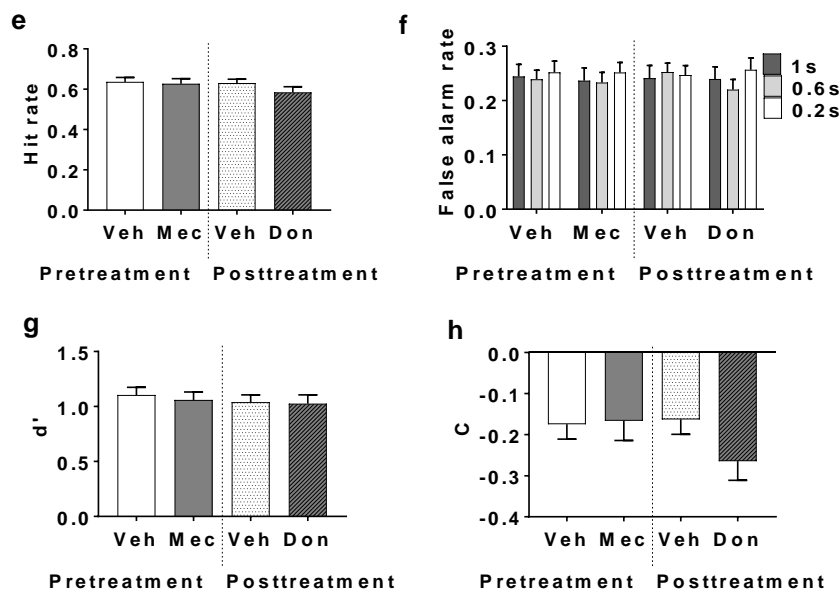 e
Hit rate
0.8
0.6
0.4
0.2
0.0
Veh Mec Veh Don
Pretreatment Posttreatment
f
False alarm rate
0.3
0.2
0.1
0.0
1s
0.6s
0.2s
Veh Mec Veh Don
Pretreatment Posttreatment
g
d'
1.5
1.0
0.5
0.0
Veh Mec Veh Don
Pretreatment Posttreatment
h
C
0.0
-0.1
-0.2
-0.3
-0.4
Veh Mec Veh Don
Pretreatment Posttreatment